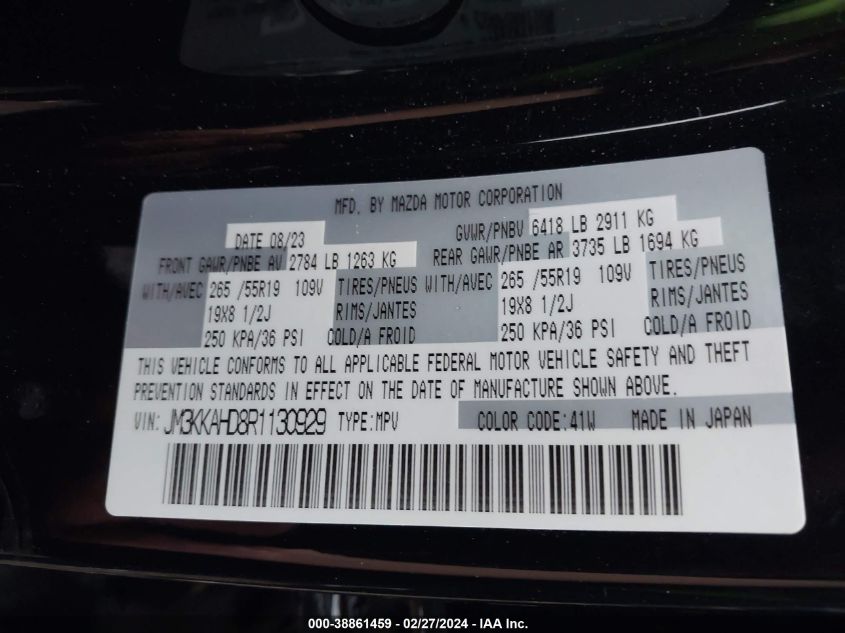 MFD. BY MAZDA MOTOR CORPORATION
DATE 08/23 GVWR/PNBV 6418 LB 2911 KG
FRONT GAWR/PNBE AV 2784 LB 1263 KG REAR GAWR/PNBE AR 3735 LB 1694 KG
WITH/AVEC 265 /55R19 109V TIRES/PNEUS WITH/AVEC 265 /55R19 109V TIRES/PNEUS
19X8 1/2J RIMS/JANTES 19X8 1/2J RIMS/JANTES
250 KPA/36 PSI COLD/A FROID 250 KPA/36 PSI COLD/A FROID
THIS VEHICLE CONFORMS TO ALL APPLICABLE FEDERAL MOTOR VEHICLE SAFETY AND THEFT
PREVENTION STANDARDS IN EFFECT ON THE DATE OF MANUFACTURE SHOWN ABOVE.
VIN: JM3KKAHD8R1130929 TYPE:MPV COLOR CODE:41W MADE IN JAPAN
000-38861459 - 02/27/2024 - IAA Inc.